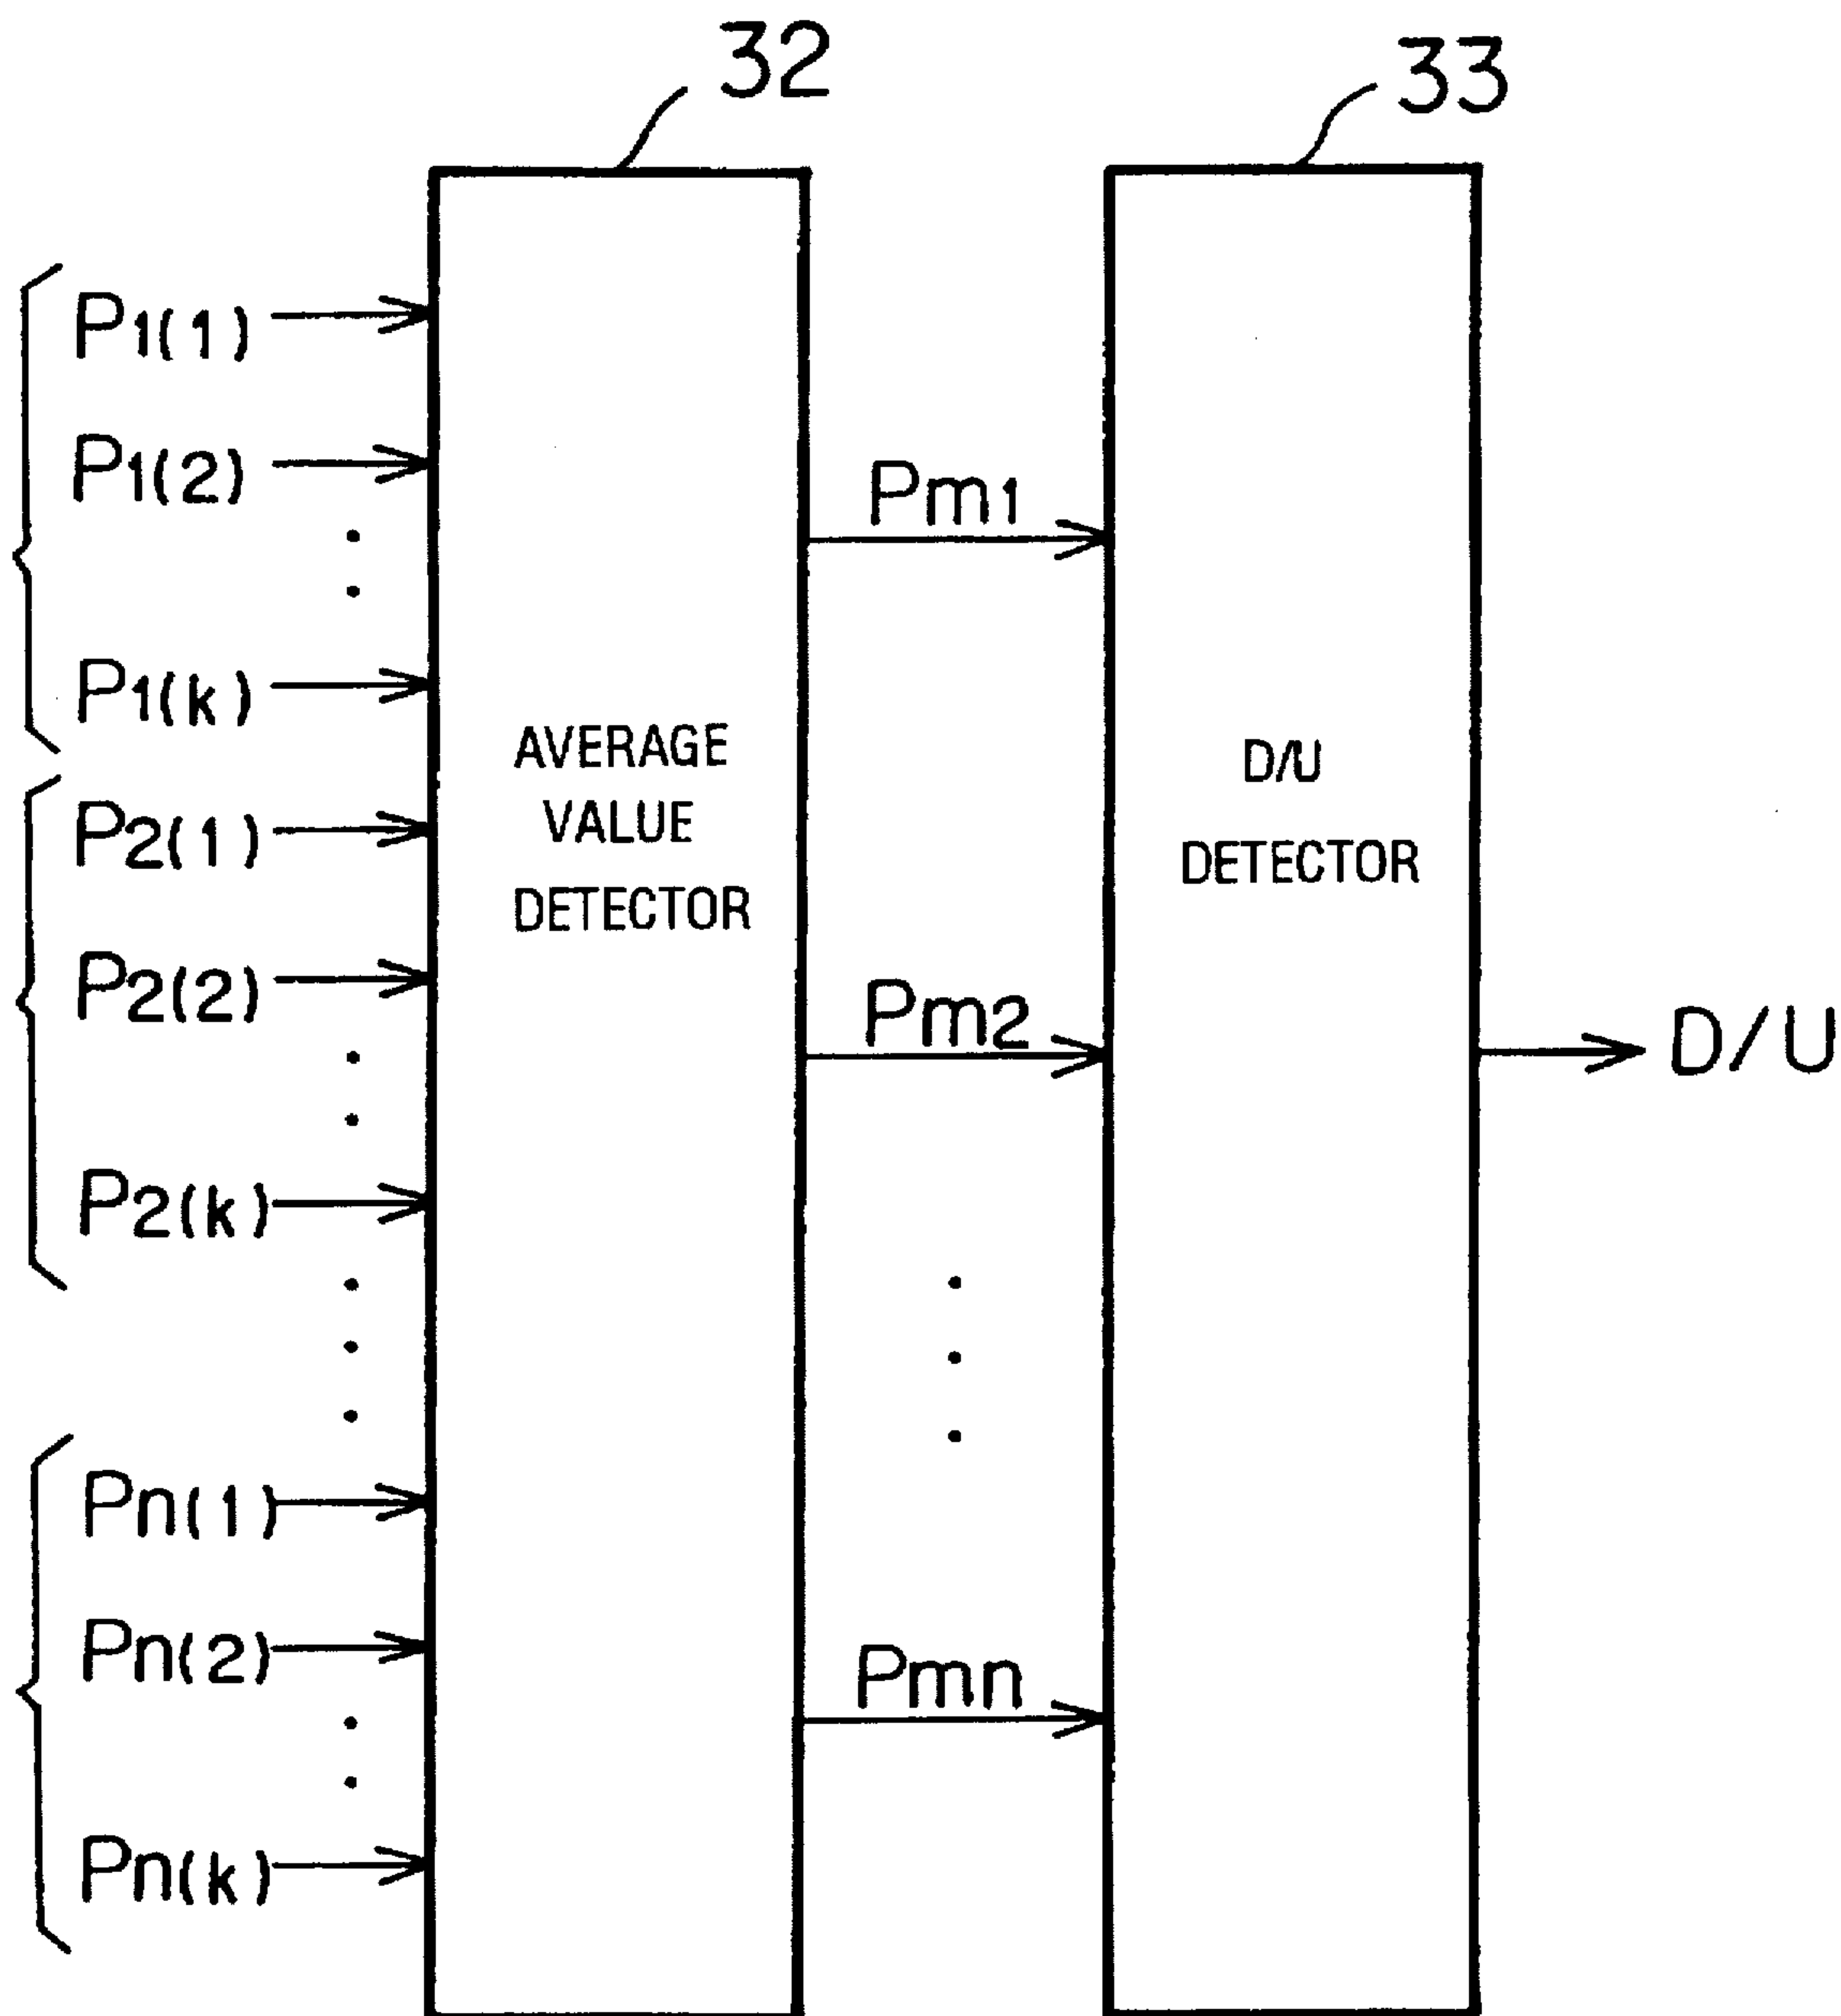 32
33
P1(1)
P1(2)
P1(k)
P2(1)
P2(2)
P2(k)
Pn(1)
Pn(2)
Pn(k)
AVERAGE
VALUE
DETECTOR
Pm1
Pm2
Pmn
D/U
DETECTOR
D/U